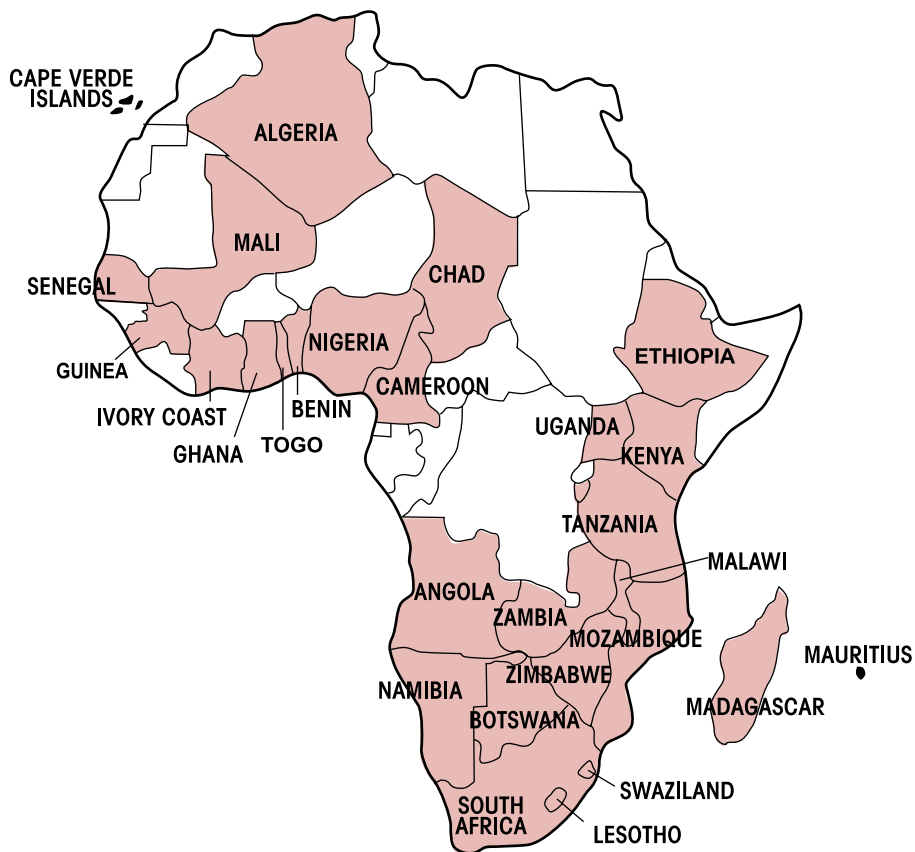 CAPE VERDE
ISLANDS
ALGERIA
MALI
CHAD
SENEGAL
NIGERIA
ETHIOPIA
GUINEA
CAMEROON
IVORY COAST
BENIN
UGANDA
GHANA
TOGO
KENYA
TANZANIA
MALAWI
ANGOLA
ZAMBIA
MOZAMBIQUE
MAURITIUS
ZIMBABWE
NAMIBIA
MADAGASCAR
BOTSWANA
SWAZILAND
SOUTH
AFRICA
LESOTHO